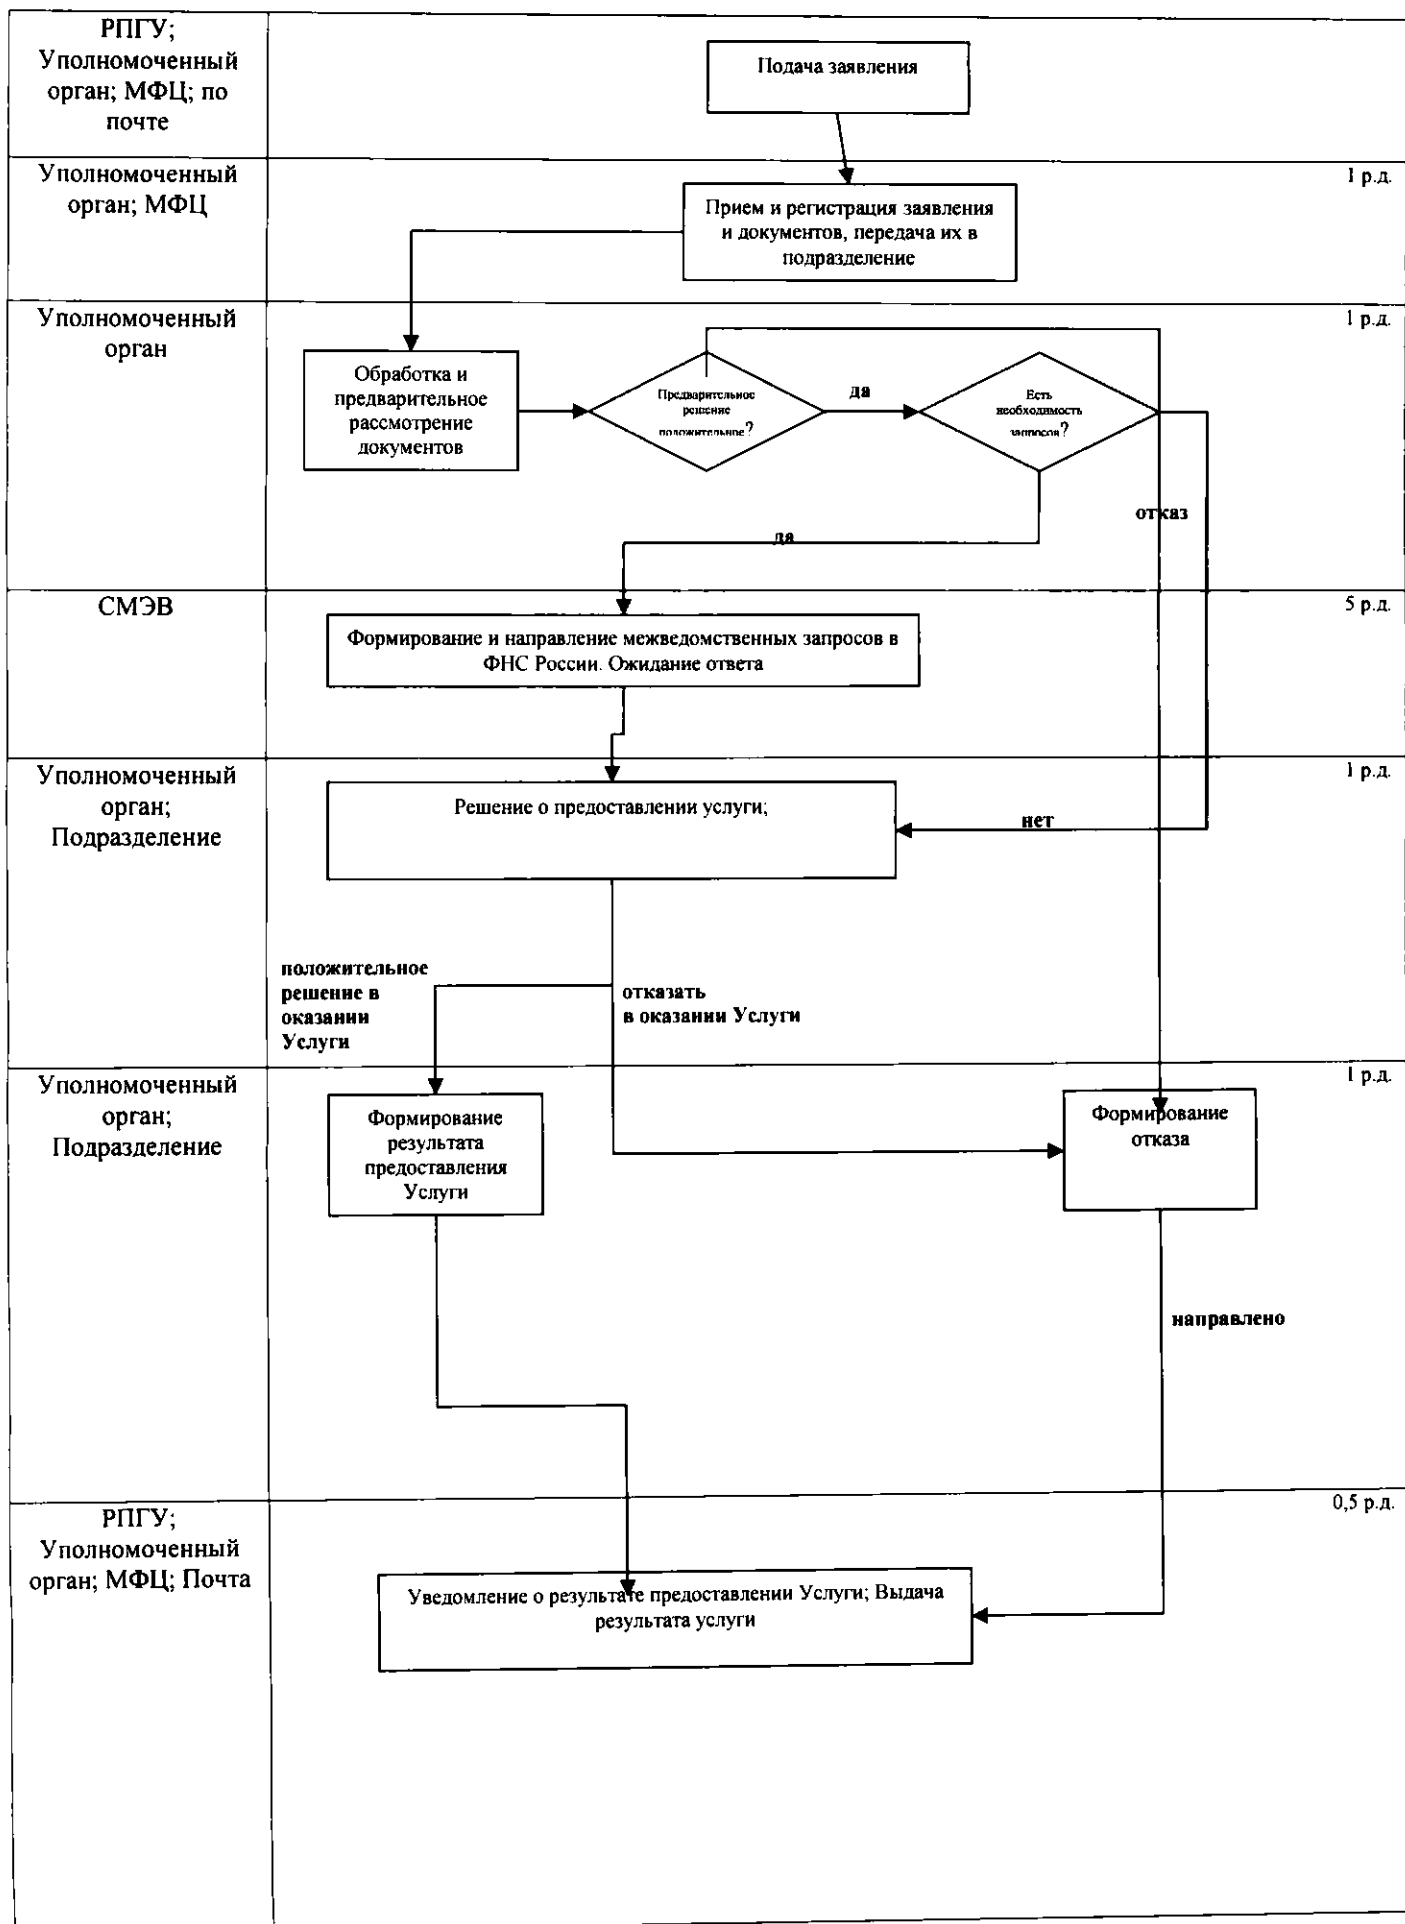 РПГУ;
Уполномоченный
орган; МФЦ; по
почте
Подача заявления
Уполномоченный
орган; МФЦ
1 р.д.
Прием и регистрация заявления
и документов, передача их в
подразделение
Уполномоченный
орган
1 р.д.
Обработка и
предварительное
рассмотрение
документов
Предварительное
решение
положительное?
да
Есть
необходимость
запросов?
отказ
да
СМЭВ
5 р.д.
Формирование и направление межведомственных запросов в
ФНС России. Ожидание ответа
Уполномоченный
орган;
Подразделение
1 р.д.
Решение о предоставлении услуги;
нет
положительное
решение в
оказании
Услуги
отказать
в оказании Услуги
Уполномоченный
орган;
Подразделение
1 р.д.
Формирование
результата
предоставления
Услуги
Формирование
отказа
направлено
РПГУ;
Уполномоченный
орган; МФЦ; Почта
0,5 р.д.
Уведомление о результате предоставлении Услуги; Выдача
результата услуги